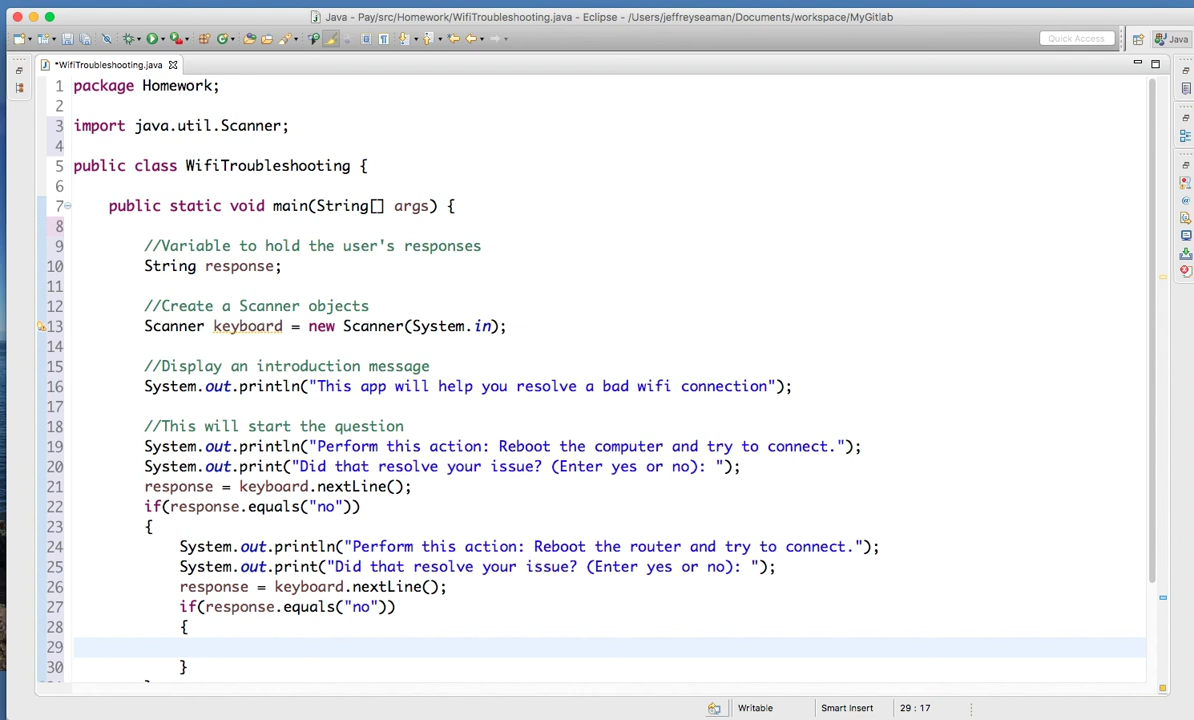 Java - Pay/src/Homework/WifiTroubleshooting.java - Eclipse - /Users/jeffreyseaman/Documents/workspace/MyGitlab
Quick Access
Java
*WifiTroubleshooting.java
1 package Homework;
2
3 import java.util.Scanner;
4
5 public class WifiTroubleshooting {
6
7 public static void main(String[] args) {
8
9 //Variable to hold the user's responses
10 String response;
11
12 //Create a Scanner objects
13 Scanner keyboard = new Scanner(System.in);
14
15 //Display an introduction message
16 System.out.println("This app will help you resolve a bad wifi connection");
17
18 //This will start the question
19 System.out.println("Perform this action: Reboot the computer and try to connect.");
20 System.out.print("Did that resolve your issue? (Enter yes or no): ");
21 response = keyboard.nextLine();
22 if(response.equals("no"))
23 {
24 System.out.println("Perform this action: Reboot the router and try to connect.");
25 System.out.print("Did that resolve your issue? (Enter yes or no): ");
26 response = keyboard.nextLine();
27 if(response.equals("no"))
28 {
29
30 }
Writable
Smart Insert
29 : 17